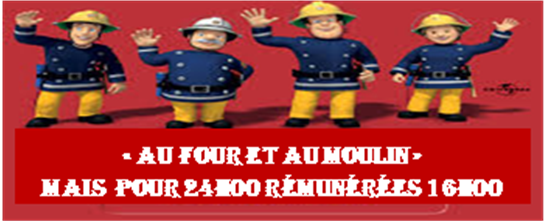 « AU FOUR ET AU MOULIN »
MAIS POUR 24H00 RÉMUNÉRÉES 16H00